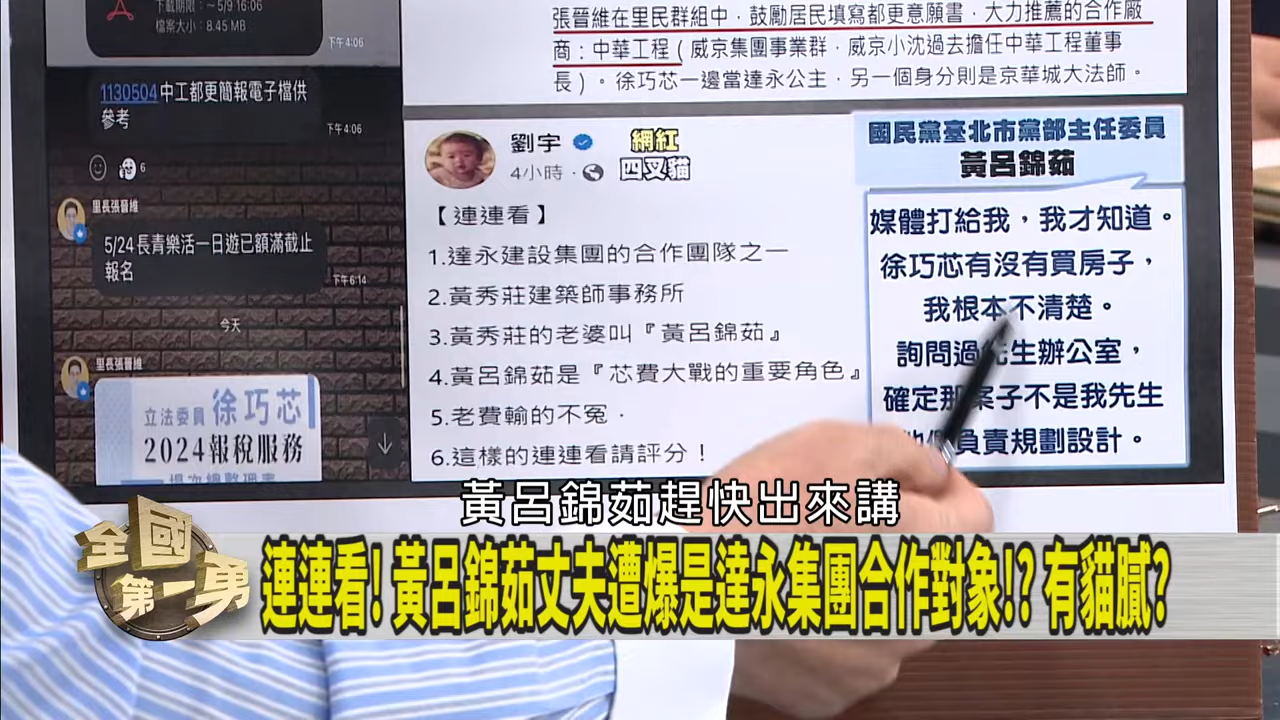 下載期限：~ 5/9 16:06
檔案大小：8.45 MB
下午4:06
1130504中工都更簡報電子檔供
參考
下午4:06
6
里長張晉維
5/24 長青樂活一日遊已額滿截止
報名
下午6:14
今天
里長張晉維
立法委員 徐巧芯
2024報稅服務
張晉維在里民群組中，鼓勵居民填寫都更意願書，大力推薦的合作廠
商：中華工程（威京集團事業群，威京小沈過去擔任中華工程董事
長）。徐巧芯一邊當達永公主，另一個身分則是京華城大法師。
劉宇 網紅
4小時 · 四叉貓
【連連看】
1.達永建設集團的合作團隊之一
2.黃秀莊建築師事務所
3.黃秀莊的老婆叫『黃呂錦茹』
4.黃呂錦茹是『芯費大戰的重要角色』
5.老費輸的不冤.
6.這樣的連連看請評分！
國民黨臺北市黨部主任委員
黃呂錦茹
媒體打給我，我才知道。
徐巧芯有沒有買房子，
我根本不清楚。
詢問過先生辦公室，
確定那案子不是我先生
負責規劃設計。
黃呂錦茹趕快出來講
全國第一勇
連連看! 黃呂錦茹丈夫遭爆是達永集團合作對象!? 有貓膩?